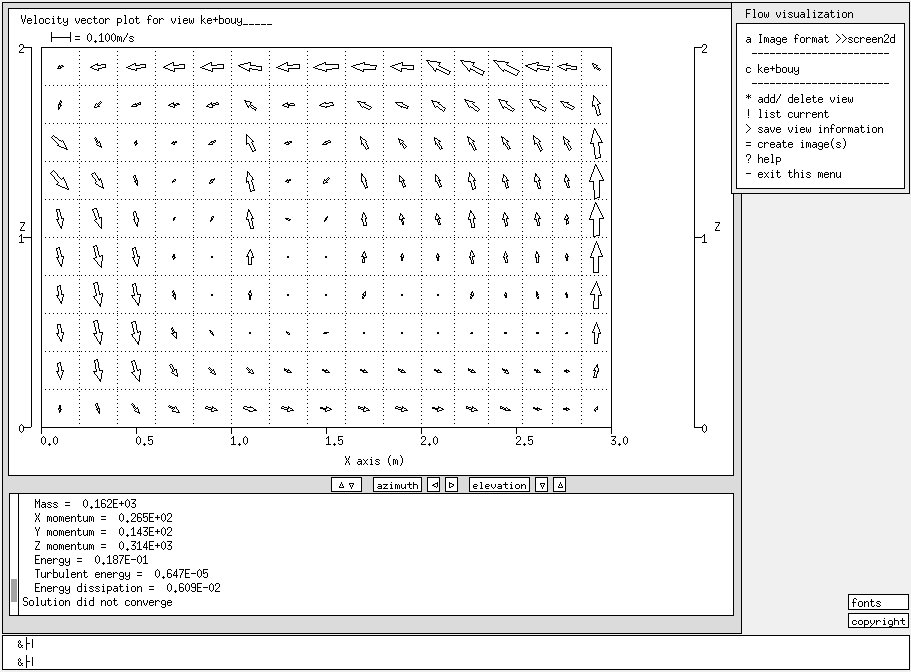 Velocity vector plot for view ke+bouy_____
= 0.100m/s
Flow visualization
a Image format >>screen2d
-----------------------
c ke+bouy
-----------------------
* add/ delete view
! list current
> save view information
= create image(s)
? help
- exit this menu
2
Z
1
0
2
Z
1
0
0.0 0.5 1.0 1.5 2.0 2.5 3.0
X axis (m)
azimuth elevation
Mass = 0.162E+03
X momentum = 0.265E+02
Y momentum = 0.143E+02
Z momentum = 0.314E+03
Energy = 0.187E-01
Turbulent energy = 0.647E-05
Energy dissipation = 0.609E-02
Solution did not converge
fonts
copyright